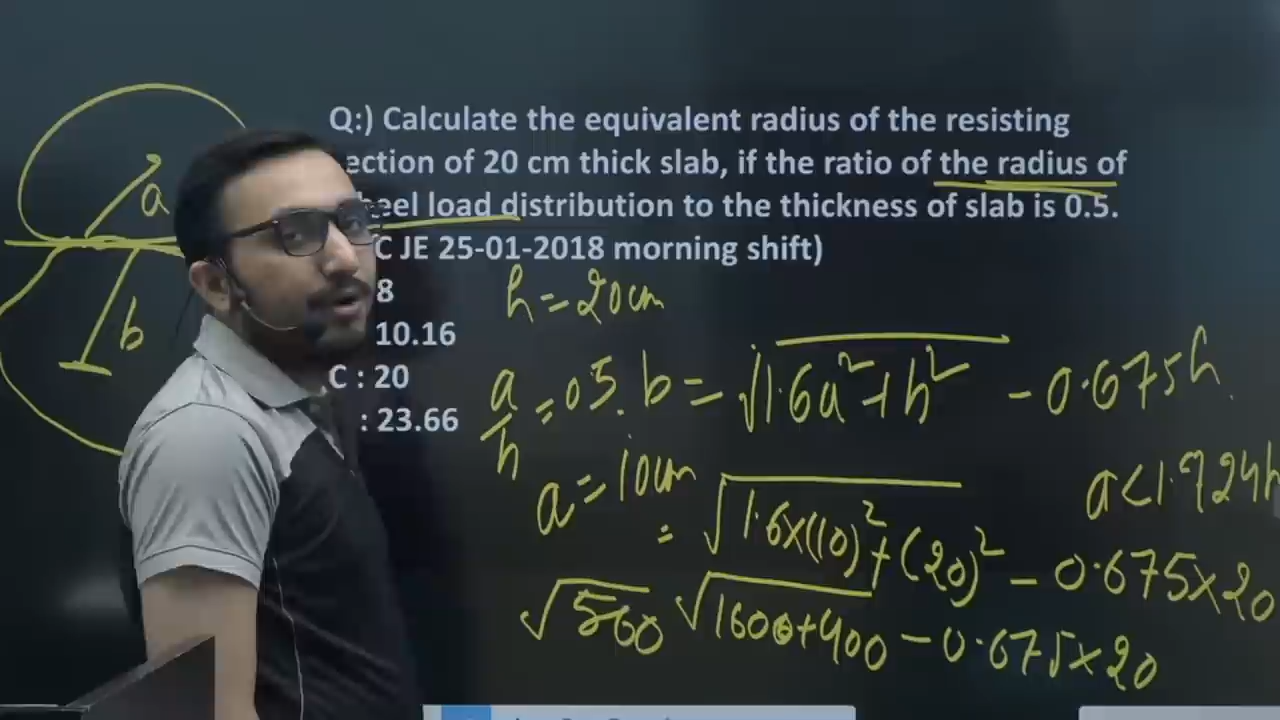 Q:) Calculate the equivalent radius of the resisting
ection of 20 cm thick slab, if the ratio of the radius of
eel load distribution to the thickness of slab is 0.5.
C JE 25-01-2018 morning shift)
8
10.16
C : 20
: 23.66
a
b
h = 20cm
a/h = 05.
b = √1.6a²+h² - 0.675h
a = 10cm
a<1.724h
= √1.6×(10)²+(20)² - 0.675×20
√560 √1600+400 - 0.675×20